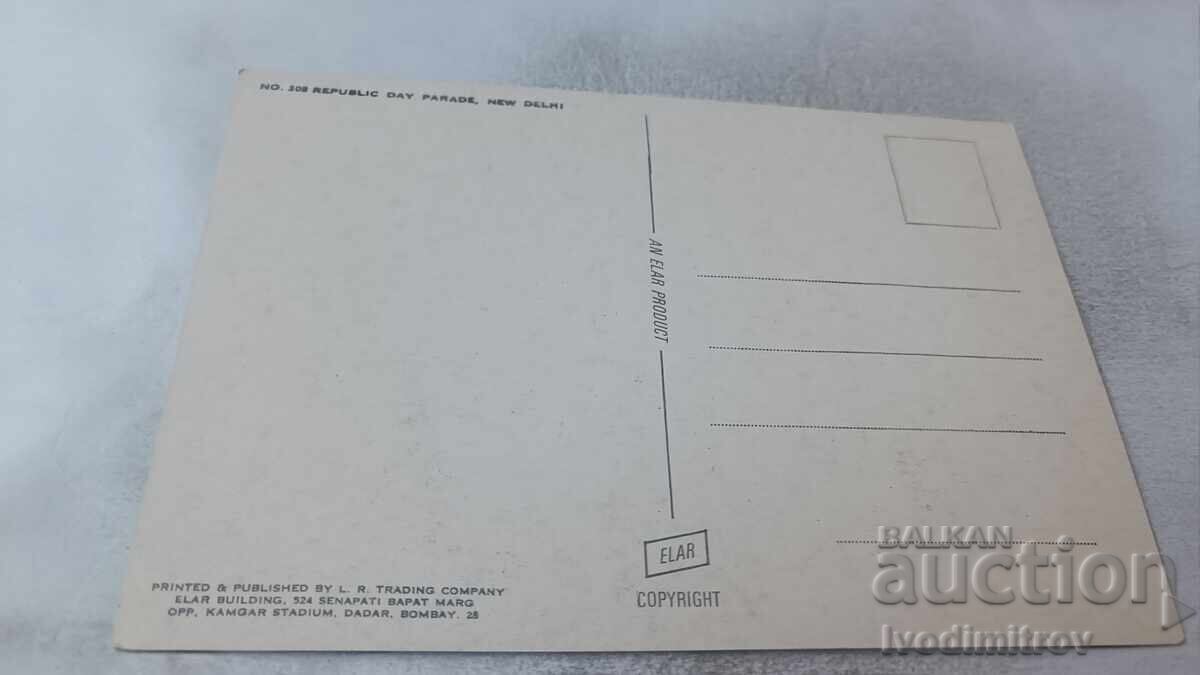 NO. 308 REPUBLIC DAY PARADE, NEW DELHI
AN ELAR PRODUCT
ELAR
COPYRIGHT
PRINTED & PUBLISHED BY L. R. TRADING COMPANY
ELAR BUILDING, 524 SENAPATI BAPAT MARG
OPP, KAMGAR STADIUM, DADAR, BOMBAY. 28
BALKAN
auction
Ivodimitrov